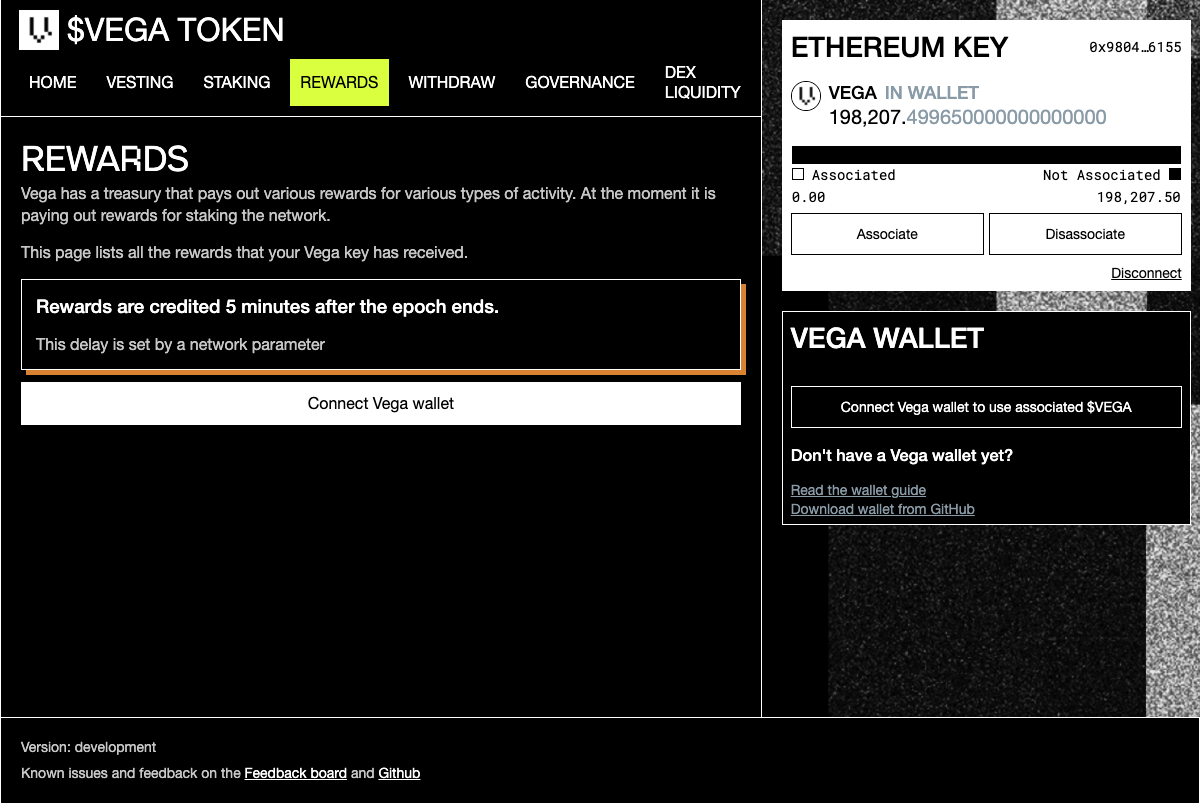 $VEGA TOKEN
HOME
VESTING
STAKING
REWARDS
WITHDRAW
GOVERNANCE
DEX
LIQUIDITY
REWARDS
Vega has a treasury that pays out various rewards for various types of activity. At the moment it is
paying out rewards for staking the network.
This page lists all the rewards that your Vega key has received.
Rewards are credited 5 minutes after the epoch ends.
This delay is set by a network parameter
Connect Vega wallet
ETHEREUM KEY 0x9804…6155
VEGA IN WALLET
198,207.499650000000000000
Associated Not Associated
0.00 198,207.50
Associate Disassociate
Disconnect
VEGA WALLET
Connect Vega wallet to use associated $VEGA
Don't have a Vega wallet yet?
Read the wallet guide
Download wallet from GitHub
Version: development
Known issues and feedback on the Feedback board and Github